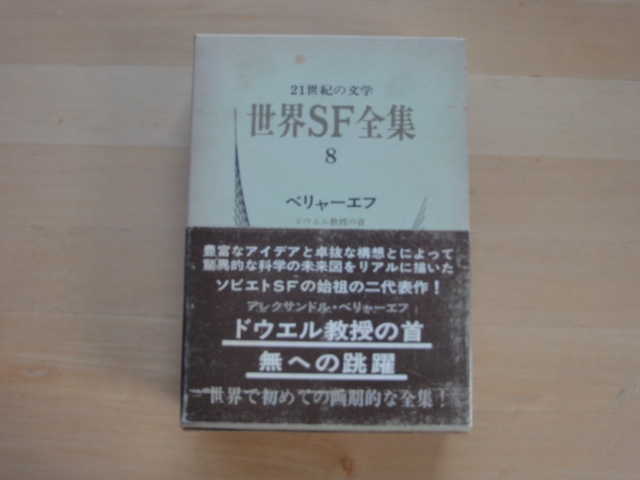 21世紀の文学
世界SF全集
8
ベリャーエフ
ドウエル教授の首
豊富なアイデアと卓抜な構想とによって
驚異的な科学の未来図をリアルに描いた
ソビエトSFの始祖の二代表作!
アレクサンドル・ベリャーエフ
ドウエル教授の首
無への跳躍
世界で初めての画期的な全集!